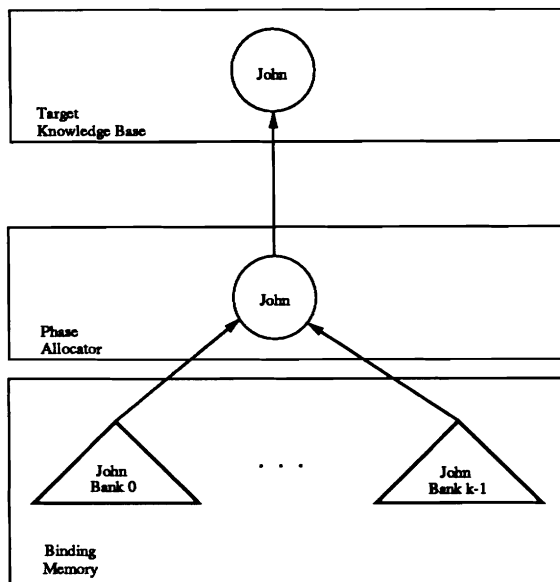 John
Target
Knowledge Base
John
Phase
Allocator
John
Bank 0
. . .
John
Bank k-1
Binding
Memory